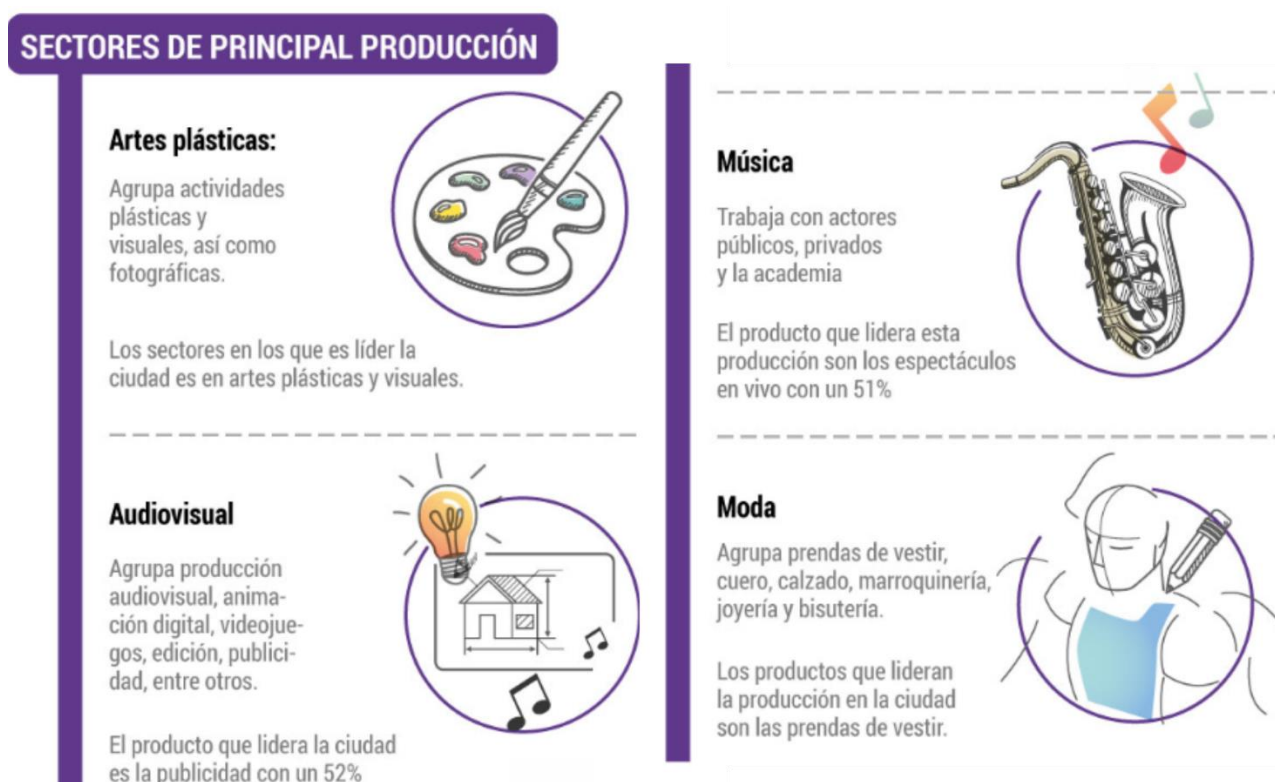 SECTORES DE PRINCIPAL PRODUCCIÓN
Artes plásticas:
Agrupa actividades
plásticas y
visuales, así como
fotográficas.
Los sectores en los que es líder la
ciudad es en artes plásticas y visuales.
Audiovisual
Agrupa producción
audiovisual, anima-
ción digital, videojue-
gos, edición, publici-
dad, entre otros.
El producto que lidera la ciudad
es la publicidad con un 52%
Música
Trabaja con actores
públicos, privados
y la academia
El producto que lidera esta
producción son los espectáculos
en vivo con un 51%
Moda
Agrupa prendas de vestir,
cuero, calzado, marroquinería,
joyería y bisutería.
Los productos que lideran
la producción en la ciudad
son las prendas de vestir.